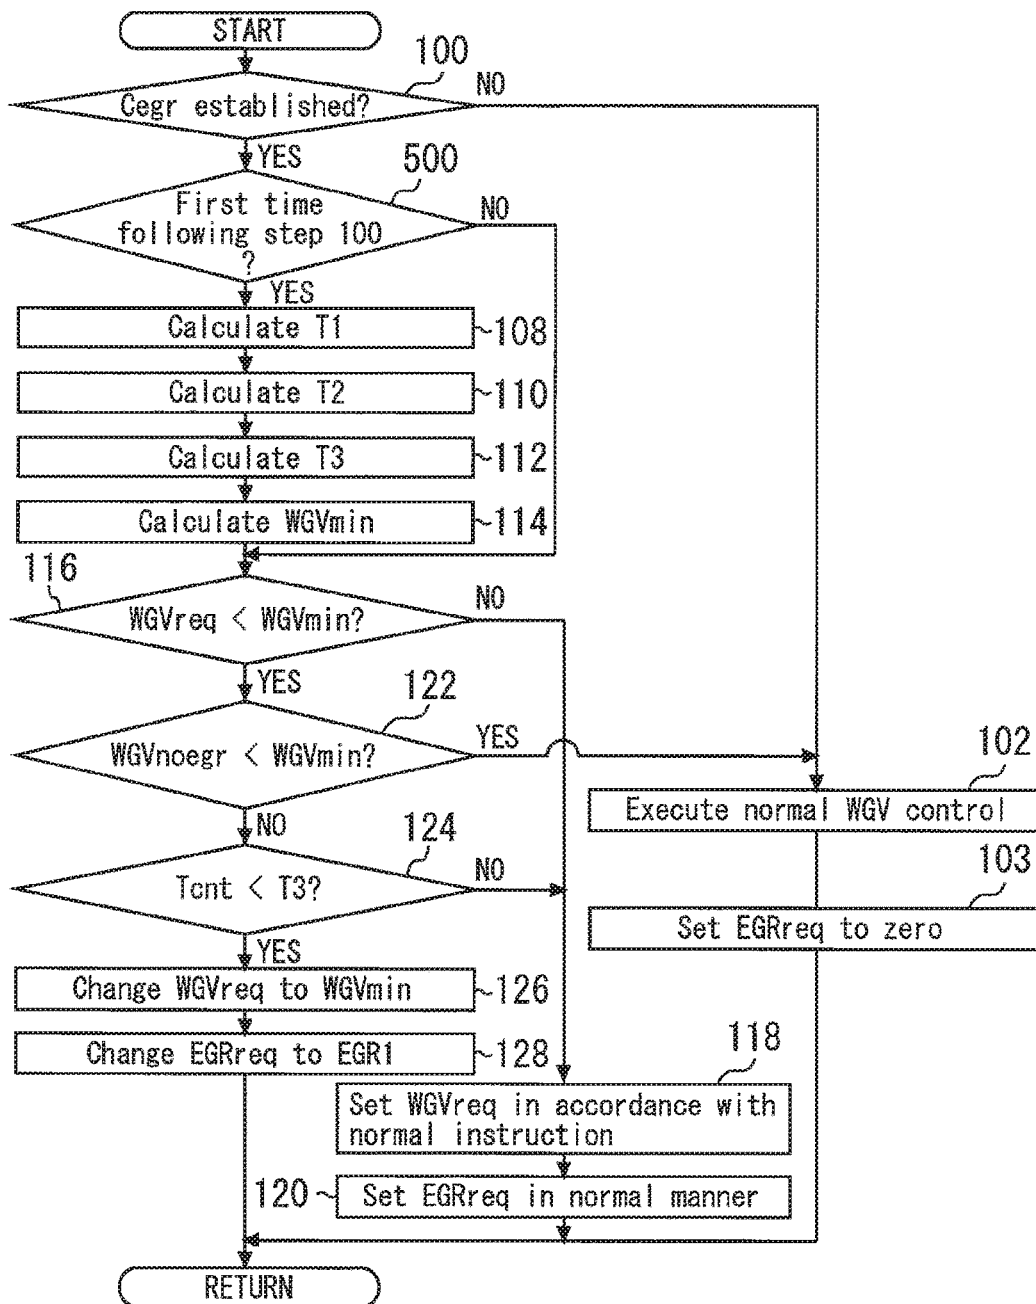 START
100
NO
Cegr established?
YES
500
First time
following step 100
?
NO
YES
Calculate T1
108
Calculate T2
110
Calculate T3
112
Calculate WGVmin
114
116
WGVreq < WGVmin?
NO
YES
122
WGVnoegr < WGVmin?
YES
102
Execute normal WGV control
NO
124
Tcnt < T3?
NO
103
Set EGRreq to zero
YES
Change WGVreq to WGVmin
126
Change EGRreq to EGR1
128
118
Set WGVreq in accordance with
normal instruction
120
Set EGRreq in normal manner
RETURN